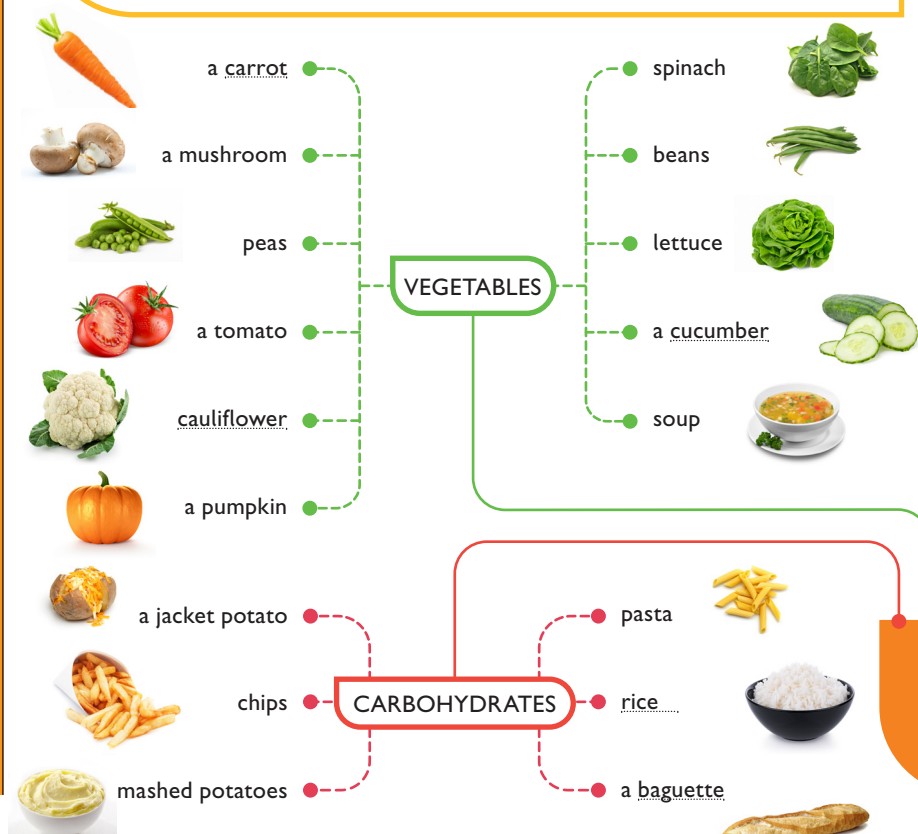 a carrot
a mushroom
peas
a tomato
cauliflower
a pumpkin
VEGETABLES
spinach
beans
lettuce
a cucumber
soup
a jacket potato
chips
mashed potatoes
CARBOHYDRATES
pasta
rice
a baguette